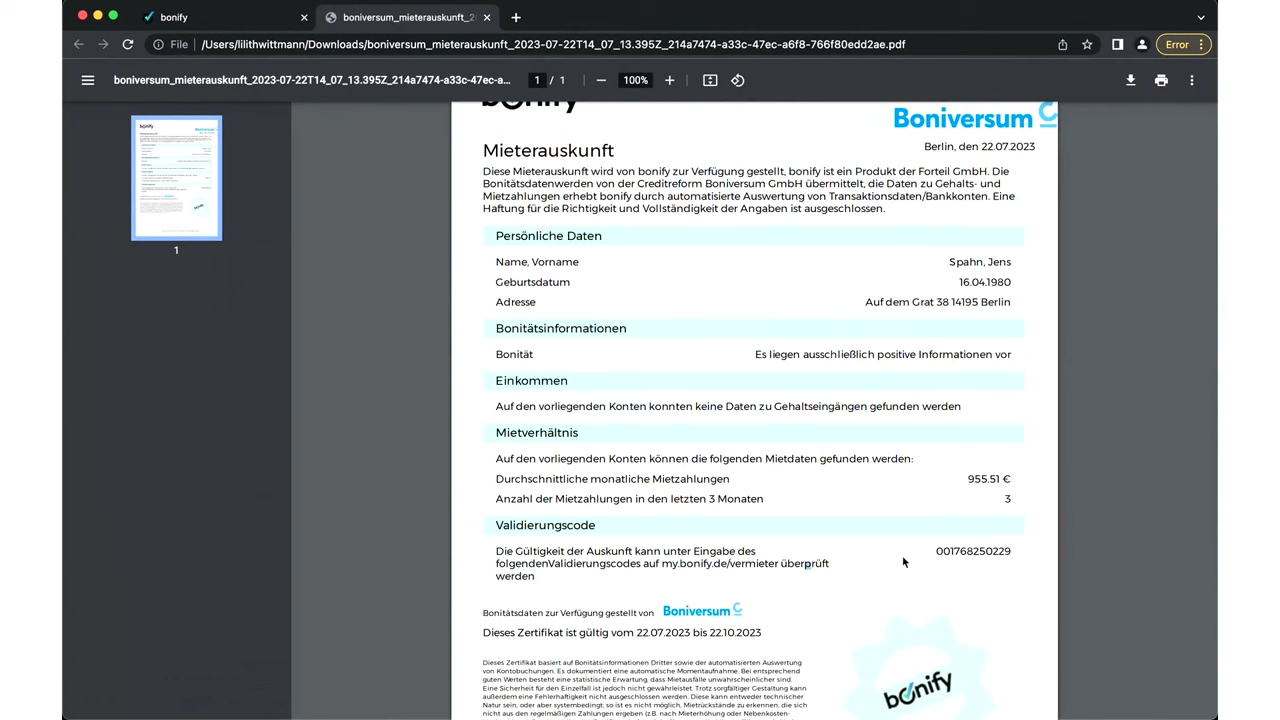 bonify
boniversum_mieterauskunft_2
File
/Users/lilithwittmann/Downloads/boniversum_mieterauskunft_2023-07-22T14_07_13.395Z_214a7474-a33c-47ec-a6f8-766f80edd2ae.pdf
Error
boniversum_mieterauskunft_2023-07-22T14_07_13.395Z_214a7474-a33c-47ec-a...
1 / 1
100%
1
bonify
Boniversum
Mieterauskunft
Berlin, den 22.07.2023
Diese Mieterauskunft wird von bonify zur Verfügung gestellt, bonify ist ein Produkt der Forteil GmbH. Die
Bonitätsdatenwerden von der Creditreform Boniversum GmbH übermittelt, die Daten zu Gehalts- und
Mietzahlungen erhebt bonify durch automatisierte Auswertung von Transaktionsdaten/Bankkonten. Eine
Haftung für die Richtigkeit und Vollständigkeit der Angaben ist ausgeschlossen.
Persönliche Daten
Name, Vorname Spahn, Jens
Geburtsdatum 16.04.1980
Adresse Auf dem Grat 38 14195 Berlin
Bonitätsinformationen
Bonität Es liegen ausschließlich positive Informationen vor
Einkommen
Auf den vorliegenden Konten konnten keine Daten zu Gehaltseingängen gefunden werden
Mietverhältnis
Auf den vorliegenden Konten können die folgenden Mietdaten gefunden werden:
Durchschnittliche monatliche Mietzahlungen 955.51 €
Anzahl der Mietzahlungen in den letzten 3 Monaten 3
Validierungscode
Die Gültigkeit der Auskunft kann unter Eingabe des 001768250229
folgendenValidierungscodes auf my.bonify.de/vermieter überprüft
werden
Bonitätsdaten zur Verfügung gestellt von Boniversum
Dieses Zertifikat ist gültig vom 22.07.2023 bis 22.10.2023
Dieses Zertifikat basiert auf Bonitätsinformationen Dritter sowie der automatisierten Auswertung
von Kontobuchungen. Es dokumentiert eine automatische Momentaufnahme. Bei entsprechend
guten Werten besteht eine statistische Erwartung, dass Mietausfälle unwahrscheinlicher sind.
Eine Sicherheit für den Einzelfall ist jedoch nicht gewährleistet. Trotz sorgfältiger Gestaltung kann
außerdem eine Fehlerhaftigkeit nicht ausgeschlossen werden. Diese kann entweder technischer
Natur sein, oder aber systembedingt; so ist es nicht möglich, Mietrückstände zu erkennen, die sich
nicht aus den regelmäßigen Zahlungen ergeben (z.B. nach Mieterhöhung oder Nebenkosten-
bonify